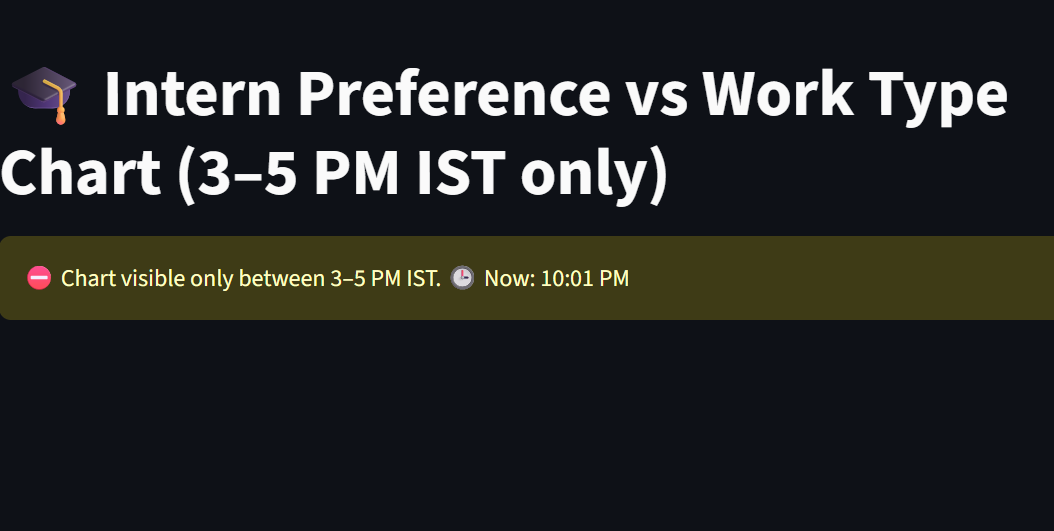 🎓 Intern Preference vs Work Type
Chart (3–5 PM IST only)
⛔ Chart visible only between 3–5 PM IST. 🕒 Now: 10:01 PM